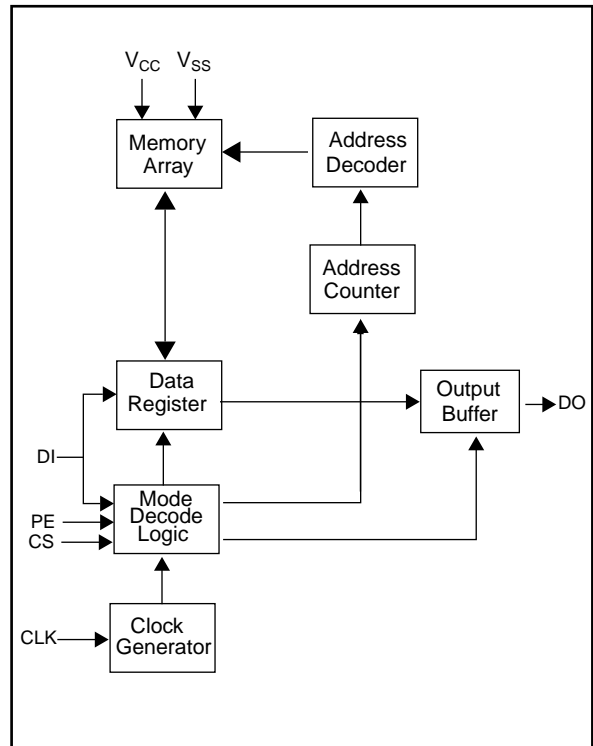 VCC VSS
Memory
Array
Address
Decoder
Address
Counter
Data
Register
Output
Buffer
DO
DI
Mode
Decode
Logic
PE
CS
CLK
Clock
Generator